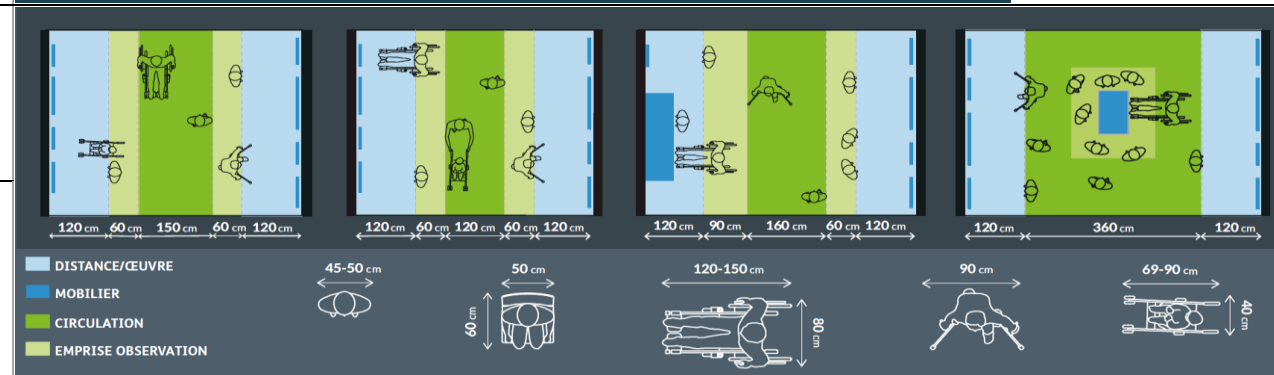 120 cm 60 cm 150 cm 60 cm 120 cm
120 cm 60 cm 120 cm 60 cm 120 cm
120 cm 90 cm 160 cm 60 cm 120 cm
120 cm 360 cm 120 cm
DISTANCE/ŒUVRE
MOBILIER
CIRCULATION
EMPRISE OBSERVATION
45-50 cm
50 cm
60 cm
120-150 cm
80 cm
90 cm
69-90 cm
40 cm